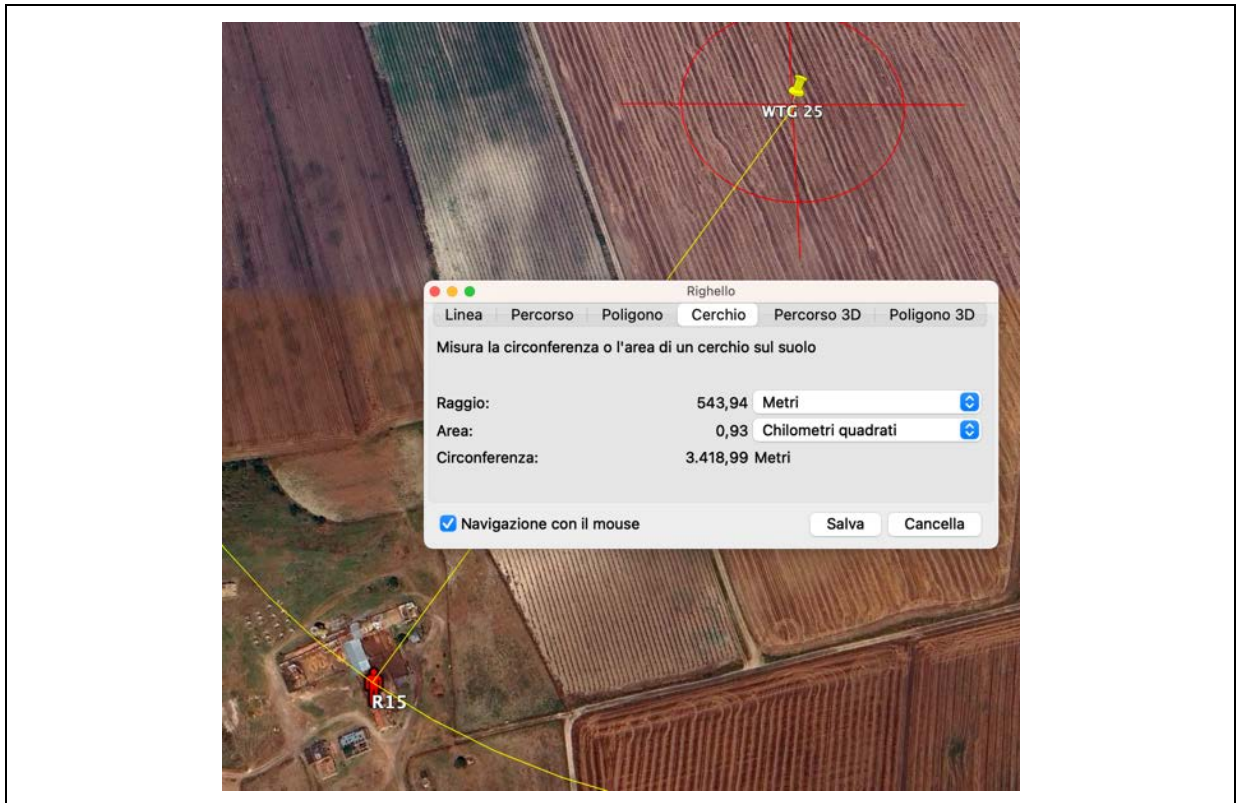 WTG 25
Righello
Linea Percorso Poligono Cerchio Percorso 3D Poligono 3D
Misura la circonferenza o l'area di un cerchio sul suolo
Raggio: 543,94 Metri
Area: 0,93 Chilometri quadrati
Circonferenza: 3.418,99 Metri
Navigazione con il mouse Salva Cancella
R15